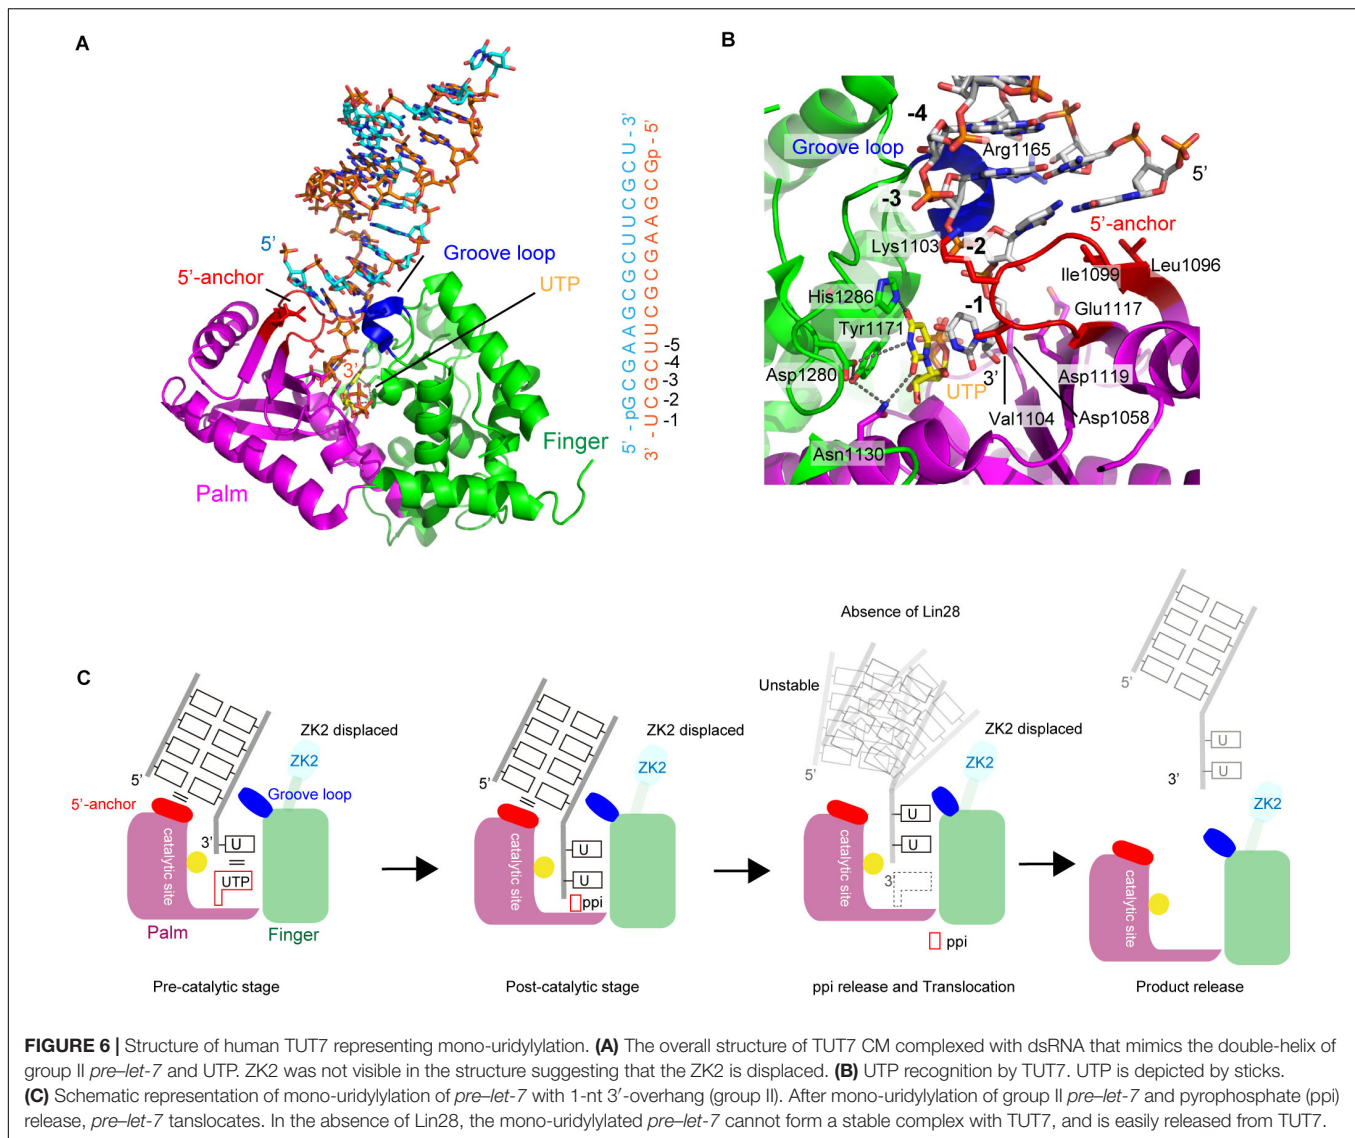 A
5'
5'-anchor
Groove loop
UTP
3'
Palm
Finger
5' -pGCGAAGCGCUUCGCU-3'
3' -UCGCUUCGCGAAGCGp-5'
-5
-4
-3
-2
-1
B
-4
Groove loop
Arg1165
5'
-3
5'-anchor
Lys1103
-2
Ile1099
Leu1096
His1286
-1
Glu1117
Tyr1171
Asp1280
UTP
3'
Asp1119
Val1104
Asp1058
Asn1130
C
ZK2 displaced
ZK2
5'
5'-anchor
Groove loop
3'
U
catalytic site
UTP
Palm
Finger
Pre-catalytic stage
ZK2 displaced
ZK2
5'
U
catalytic site
U
ppi
Post-catalytic stage
Absence of Lin28
Unstable
ZK2 displaced
ZK2
5'
U
catalytic site
U
3'
ppi
ppi release and Translocation
5'
U
U
3'
ZK2
catalytic site
Product release
FIGURE 6 | Structure of human TUT7 representing mono-uridylylation. (A) The overall structure of TUT7 CM complexed with dsRNA that mimics the double-helix of
group II pre–let-7 and UTP. ZK2 was not visible in the structure suggesting that the ZK2 is displaced. (B) UTP recognition by TUT7. UTP is depicted by sticks.
(C) Schematic representation of mono-uridylylation of pre–let-7 with 1-nt 3′-overhang (group II). After mono-uridylylation of group II pre–let-7 and pyrophosphate (ppi)
release, pre–let-7 tanslocates. In the absence of Lin28, the mono-uridylylated pre–let-7 cannot form a stable complex with TUT7, and is easily released from TUT7.